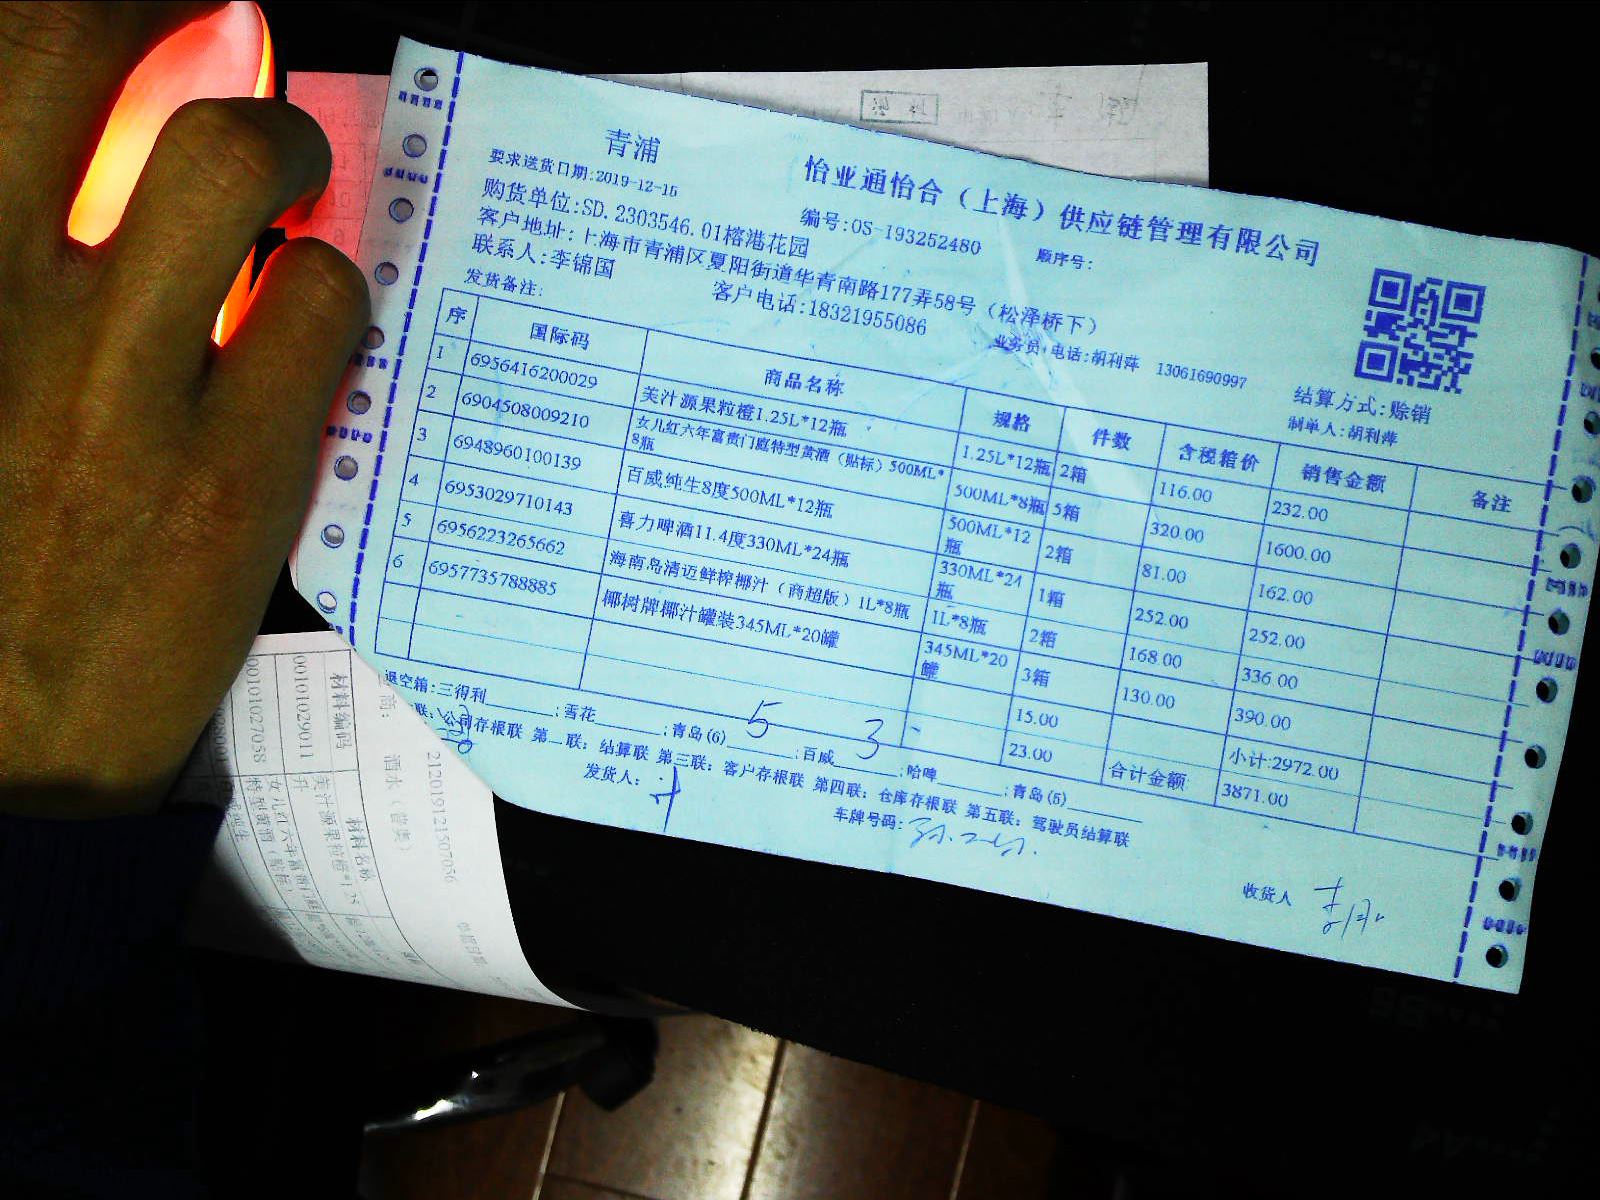 青浦
怡亚通怡合（上海）供应链管理有限公司
要求送货日期:2019-12-15
编号:OS-193252480
顺序号:
购货单位:SD.2303546.01榕港花园
客户地址:上海市青浦区夏阳街道华青南路177弄58号（松泽桥下）
联系人:李锦国
客户电话:18321955086
业务员/电话:胡利萍 13061690997
结算方式:赊销
发货备注:
制单人:胡利萍
序 国际码 商品名称 规格 件数 含税箱价 销售金额 备注
1 6956416200029 美汁源果粒橙1.25L*12瓶 1.25L*12瓶 2箱 116.00 232.00
2 6904508009210 女儿红六年富贵门庭特型黄酒（贴标）500ML*8瓶 500ML*8瓶 5箱 320.00 1600.00
3 6948960100139 百威纯生8度500ML*12瓶 500ML*12瓶 2箱 81.00 162.00
4 6953029710143 喜力啤酒11.4度330ML*24瓶 330ML*24瓶 1箱 252.00 252.00
5 6956223265662 海南岛清迈鲜榨椰汁（商超版）1L*8瓶 1L*8瓶 2箱 168.00 336.00
6 6957735788885 椰树牌椰汁罐装345ML*20罐 345ML*20罐 3箱 130.00 390.00
15.00 小计:2972.00
23.00 合计金额 3871.00
退空箱:三得利 ;雪花 ;青岛(6) 5 ;百威 3 ;哈啤 ;青岛(5)
联: 公司存根联 第二联: 结算联 第三联: 客户存根联 第四联: 仓库存根联 第五联: 驾驶员结算联
发货人:
车牌号码:
收货人
材料编码 材料名称
001010029011 美汁源果粒橙
001010027058 女儿红六年富贵门庭特型黄酒（贴标）
酒水（营类）